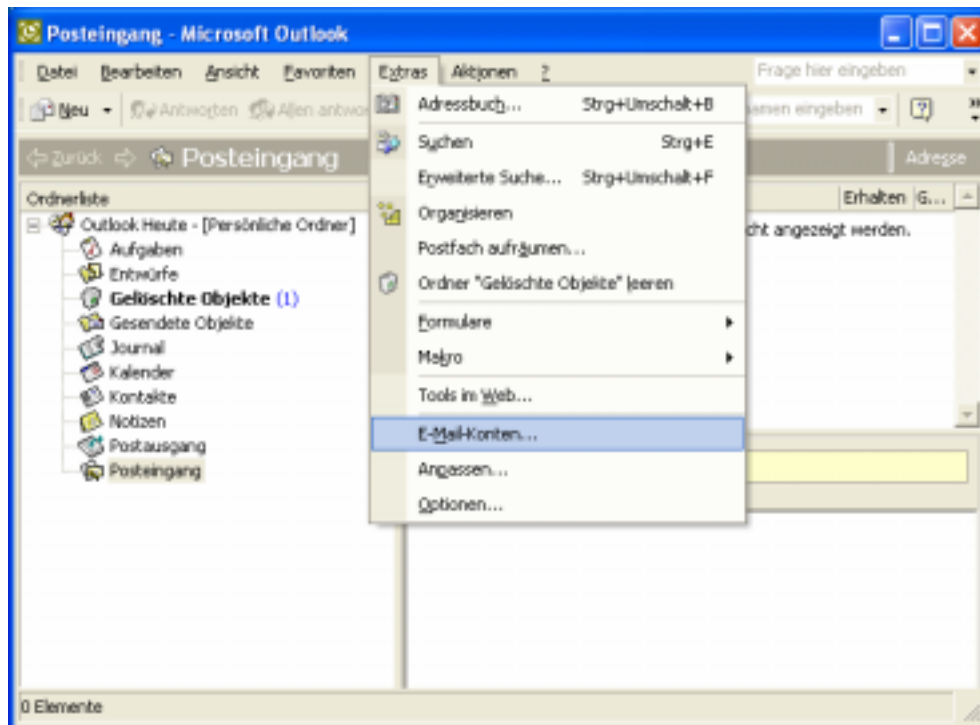 Posteingang - Microsoft Outlook
Datei Bearbeiten Ansicht Favoriten Extras Aktionen ? Frage hier eingeben
Neu Antworten Allen antwo namen eingeben
Zurück Posteingang Adresse
Ordnerliste
Outlook Heute - [Persönliche Ordner]
Aufgaben
Entwürfe
Gelöschte Objekte (1)
Gesendete Objekte
Journal
Kalender
Kontakte
Notizen
Postausgang
Posteingang
Adressbuch... Strg+Umschalt+B
Suchen Strg+E
Erweiterte Suche... Strg+Umschalt+F
Organisieren
Postfach aufräumen...
Ordner "Gelöschte Objekte" leeren
Formulare
Makro
Tools im Web...
E-Mail-Konten...
Anpassen...
Optionen...
Erhalten G...
cht angezeigt werden.
0 Elemente